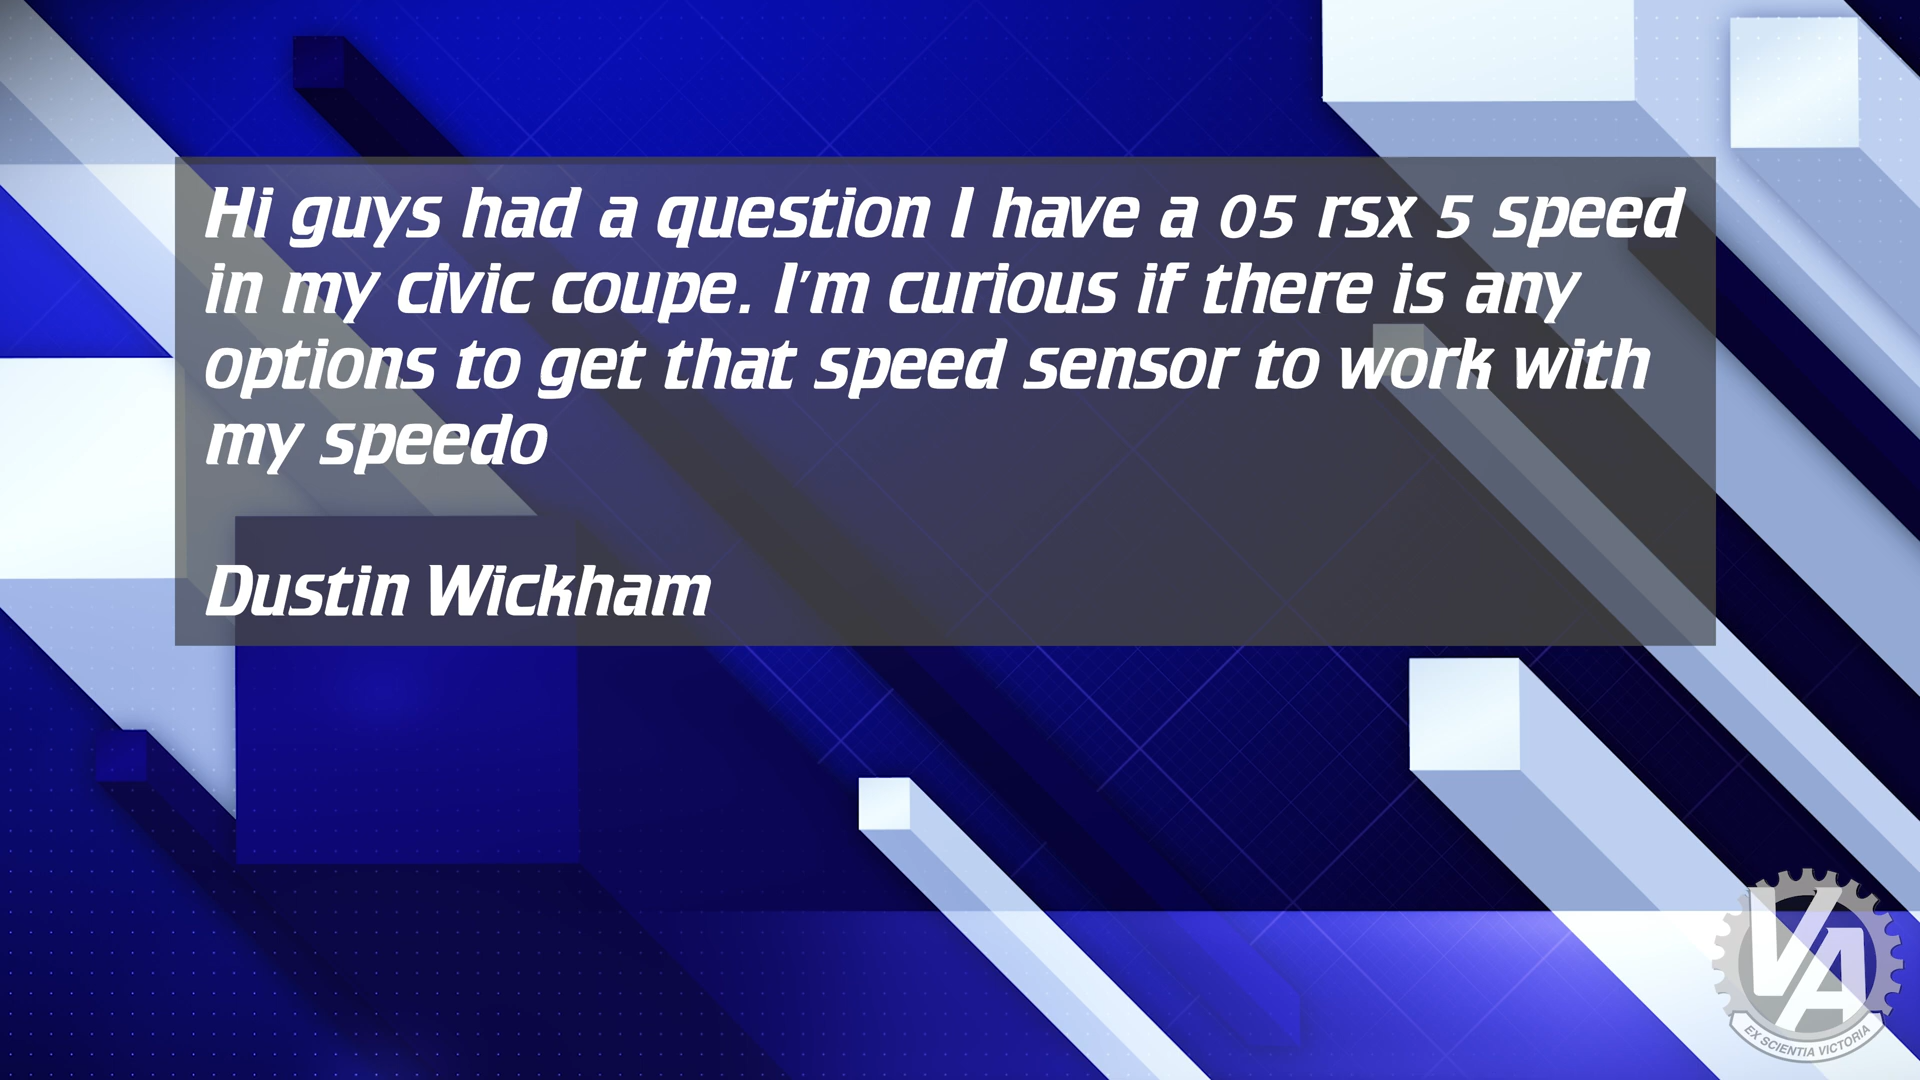 Hi guys had a question I have a 05 rsx 5 speed
in my civic coupe. I'm curious if there is any
options to get that speed sensor to work with
my speedo
Dustin Wickham
VA
EX SCIENTIA VICTORIA